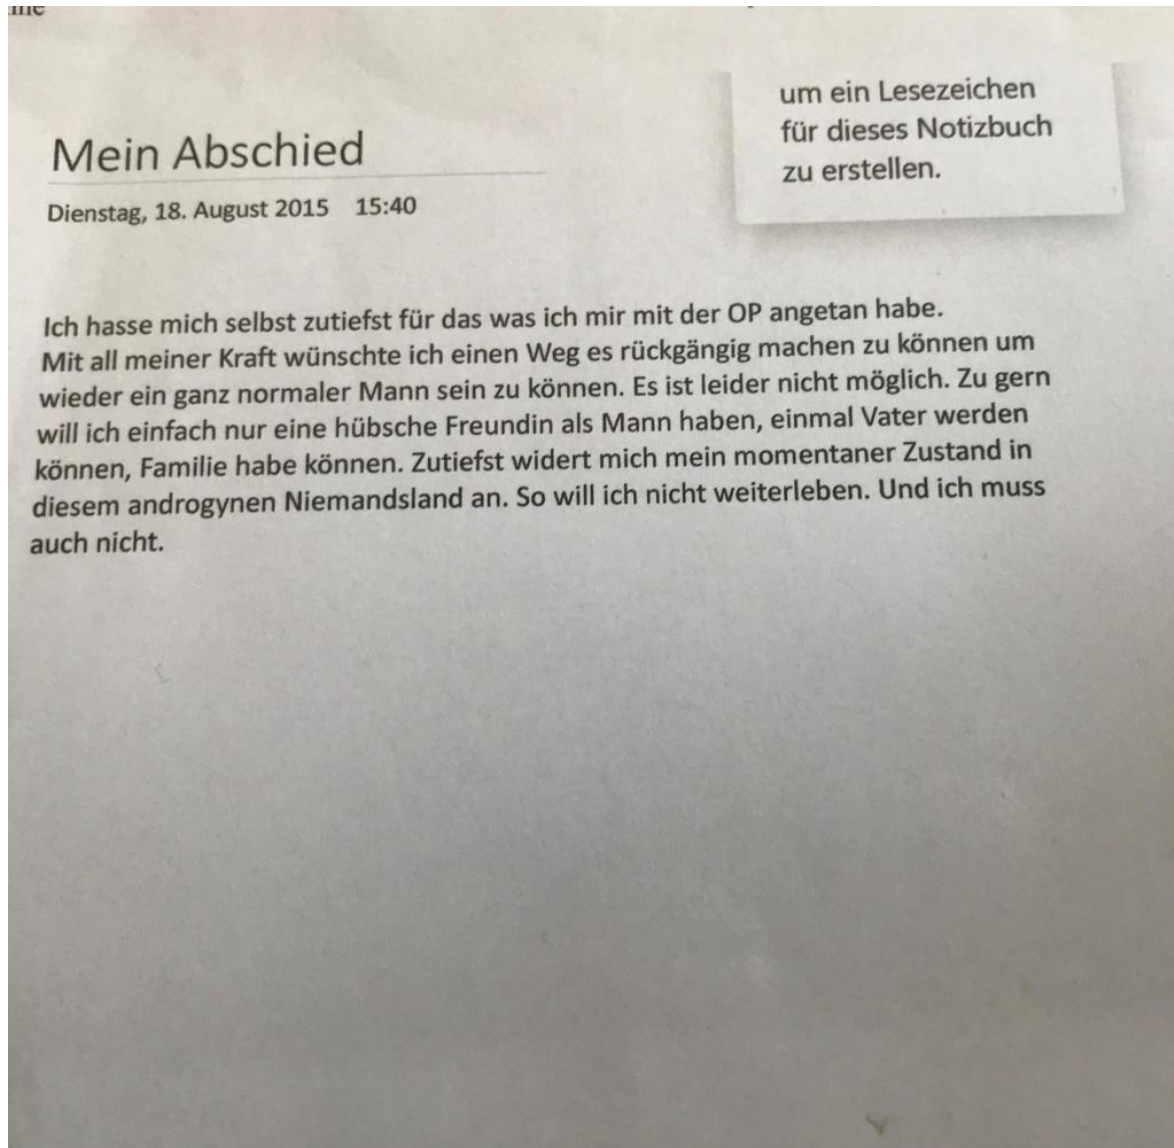 um ein Lesezeichen
für dieses Notizbuch
zu erstellen.
Mein Abschied
Dienstag, 18. August 2015 15:40
Ich hasse mich selbst zutiefst für das was ich mir mit der OP angetan habe.
Mit all meiner Kraft wünschte ich einen Weg es rückgängig machen zu können um
wieder ein ganz normaler Mann sein zu können. Es ist leider nicht möglich. Zu gern
will ich einfach nur eine hübsche Freundin als Mann haben, einmal Vater werden
können, Familie habe können. Zutiefst widert mich mein momentaner Zustand in
diesem androgynen Niemandsland an. So will ich nicht weiterleben. Und ich muss
auch nicht.